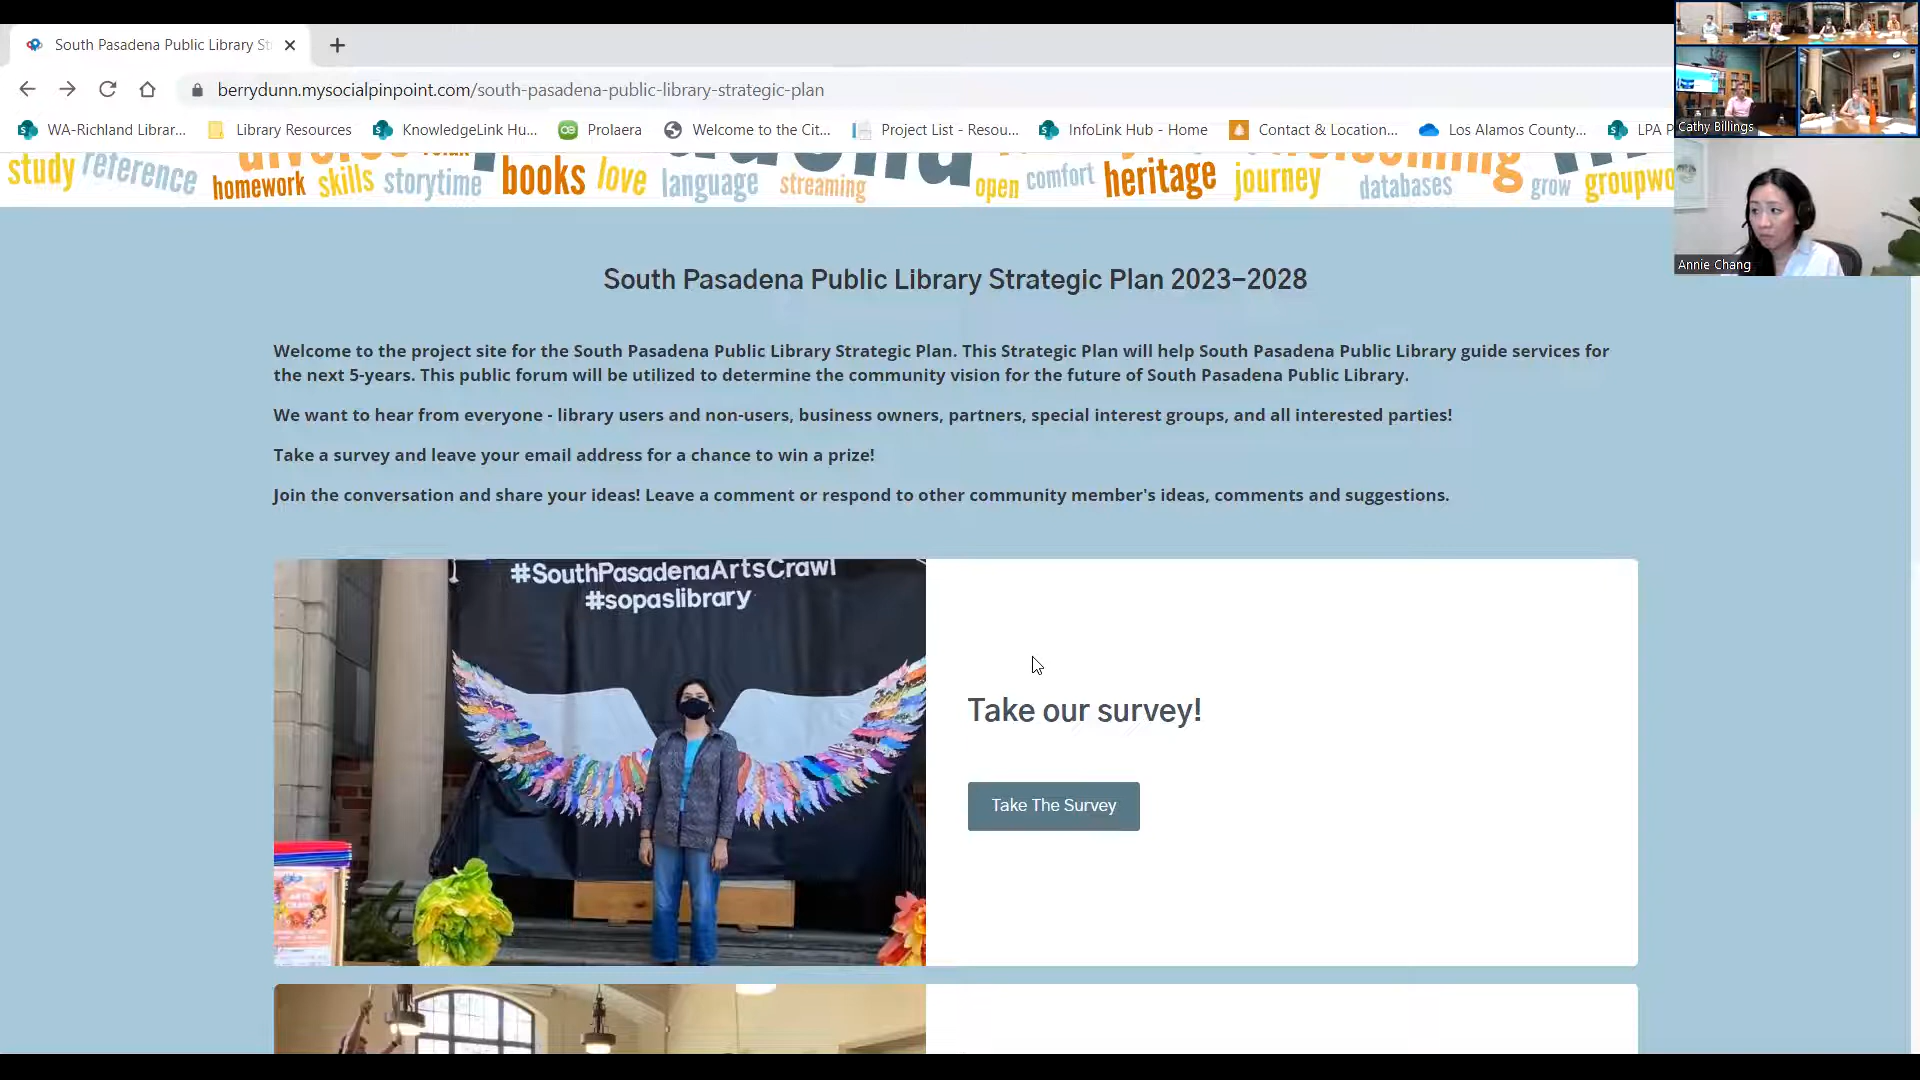 South Pasadena Public Library St
berrydunn.mysocialpinpoint.com/south-pasadena-public-library-strategic-plan
WA-Richland Librar...
Library Resources
KnowledgeLink Hu...
Prolaera
Welcome to the Cit...
Project List - Resou...
InfoLink Hub - Home
Contact & Location...
Los Alamos County...
LPA P
study reference homework skills storytime books love language streaming open comfort heritage journey databases grow groupwo
Cathy Billings
Annie Chang
South Pasadena Public Library Strategic Plan 2023–2028
Welcome to the project site for the South Pasadena Public Library Strategic Plan. This Strategic Plan will help South Pasadena Public Library guide services for
the next 5-years. This public forum will be utilized to determine the community vision for the future of South Pasadena Public Library.
We want to hear from everyone - library users and non-users, business owners, partners, special interest groups, and all interested parties!
Take a survey and leave your email address for a chance to win a prize!
Join the conversation and share your ideas! Leave a comment or respond to other community member's ideas, comments and suggestions.
#SouthPasadenaArtsCrawl
#sopaslibrary
Take our survey!
Take The Survey
ARTS
CRAWL